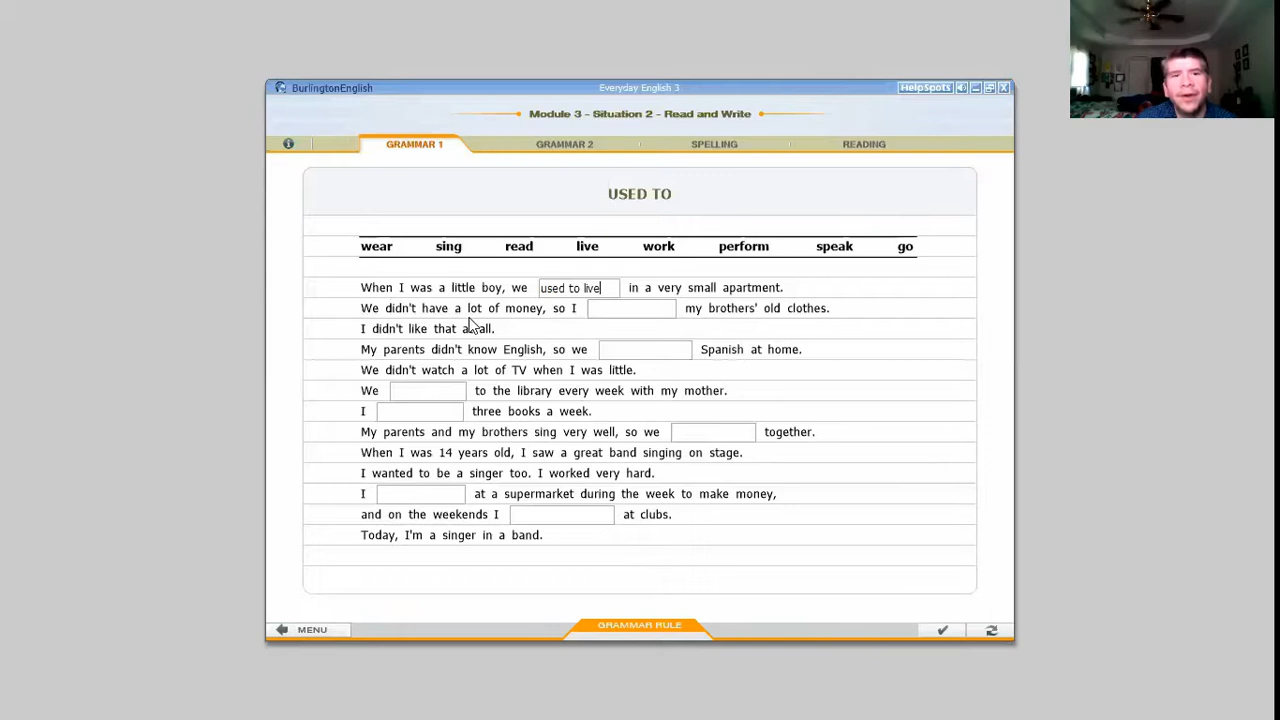 BurlingtonEnglish Everyday English 3 HelpSpots
Module 3 - Situation 2 - Read and Write
GRAMMAR 1 GRAMMAR 2 SPELLING READING
USED TO
wear sing read live work perform speak go
When I was a little boy, we used to live in a very small apartment.
We didn't have a lot of money, so I my brothers' old clothes.
I didn't like that at all.
My parents didn't know English, so we Spanish at home.
We didn't watch a lot of TV when I was little.
We to the library every week with my mother.
I three books a week.
My parents and my brothers sing very well, so we together.
When I was 14 years old, I saw a great band singing on stage.
I wanted to be a singer too. I worked very hard.
I at a supermarket during the week to make money,
and on the weekends I at clubs.
Today, I'm a singer in a band.
MENU GRAMMAR RULE